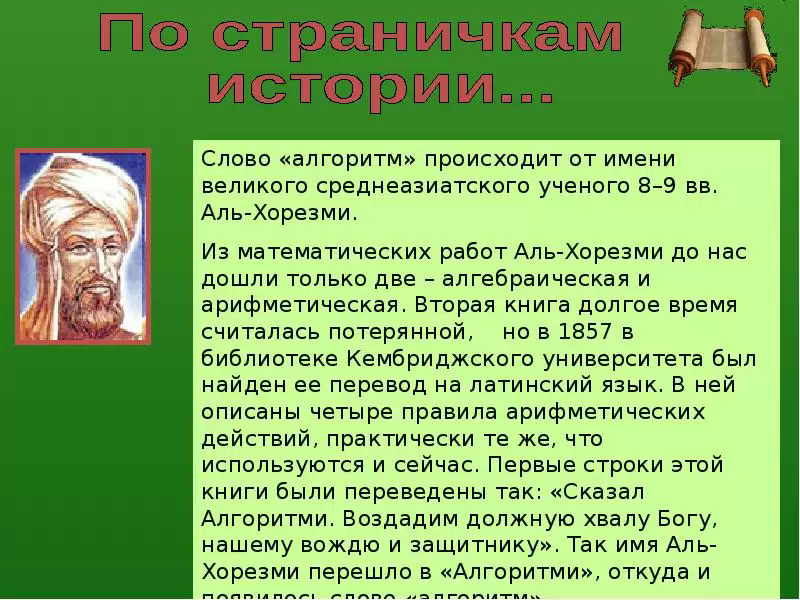 По страничкам
истории...
Слово «алгоритм» происходит от имени
великого среднеазиатского ученого 8–9 вв.
Аль-Хорезми.
Из математических работ Аль-Хорезми до нас
дошли только две – алгебраическая и
арифметическая. Вторая книга долгое время
считалась потерянной, но в 1857 в
библиотеке Кембриджского университета был
найден ее перевод на латинский язык. В ней
описаны четыре правила арифметических
действий, практически те же, что
используются и сейчас. Первые строки этой
книги были переведены так: «Сказал
Алгоритми. Воздадим должную хвалу Богу,
нашему вождю и защитнику». Так имя Аль-
Хорезми перешло в «Алгоритми», откуда и
появилось слово «алгоритм»